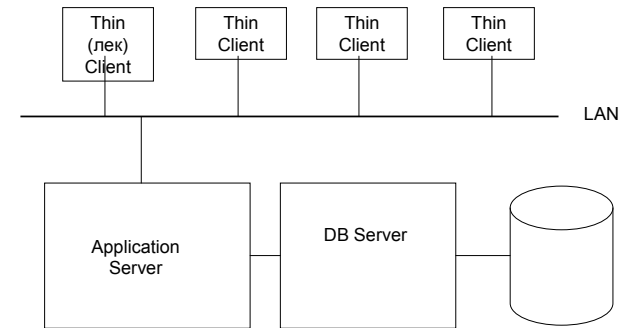 Thin
(лек)
Client
Thin
Client
Thin
Client
Thin
Client
LAN
Application
Server
DB Server